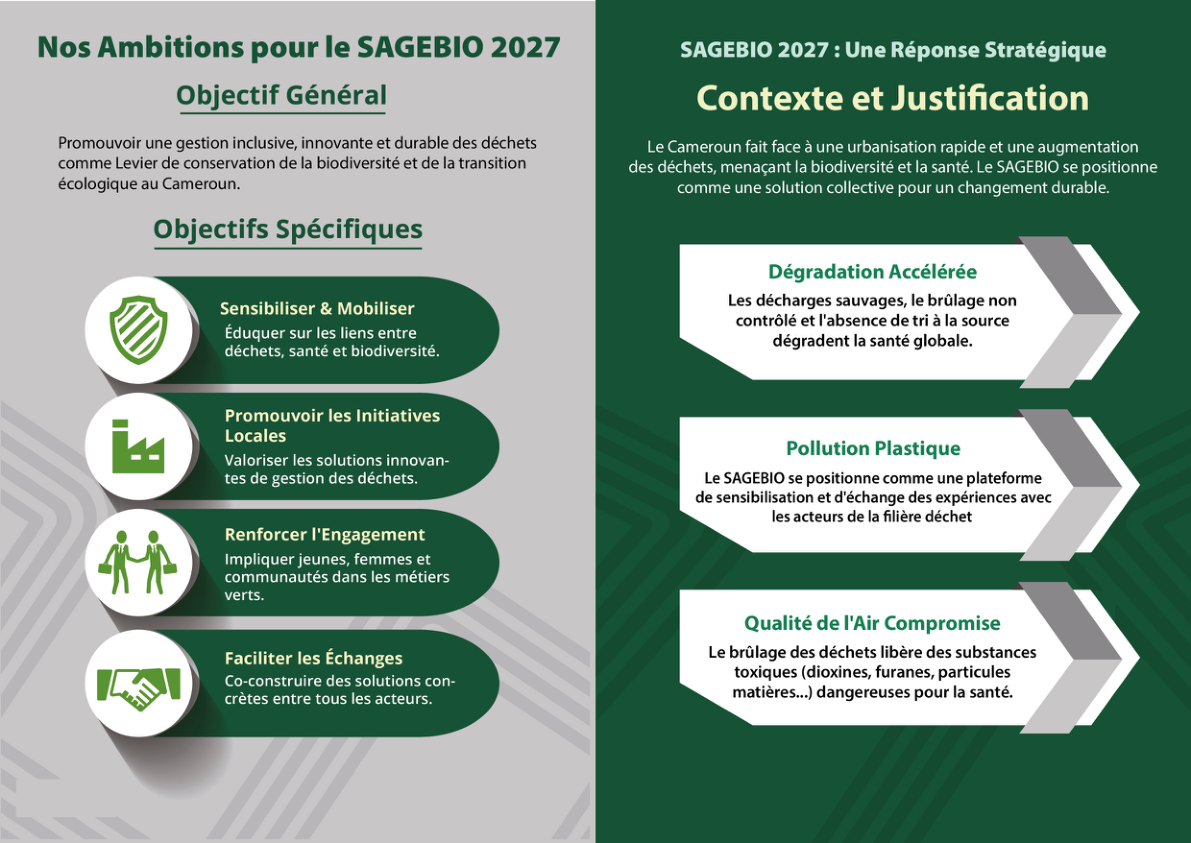 Nos Ambitions pour le SAGEBIO 2027
Objectif Général
Promouvoir une gestion inclusive, innovante et durable des déchets
comme Levier de conservation de la biodiversité et de la transition
écologique au Cameroun.
Objectifs Spécifiques
Sensibiliser & Mobiliser
Éduquer sur les liens entre
déchets, santé et biodiversité.
Promouvoir les Initiatives
Locales
Valoriser les solutions innovan-
tes de gestion des déchets.
Renforcer l'Engagement
Impliquer jeunes, femmes et
communautés dans les métiers
verts.
Faciliter les Échanges
Co-construire des solutions con-
crètes entre tous les acteurs.
SAGEBIO 2027 : Une Réponse Stratégique
Contexte et Justification
Le Cameroun fait face à une urbanisation rapide et une augmentation
des déchets, menaçant la biodiversité et la santé. Le SAGEBIO se positionne
comme une solution collective pour un changement durable.
Dégradation Accélérée
Les décharges sauvages, le brûlage non
contrôlé et l'absence de tri à la source
dégradent la santé globale.
Pollution Plastique
Le SAGEBIO se positionne comme une plateforme
de sensibilisation et d'échange des expériences avec
les acteurs de la filière déchet
Qualité de l'Air Compromise
Le brûlage des déchets libère des substances
toxiques (dioxines, furanes, particules
matières...) dangereuses pour la santé.